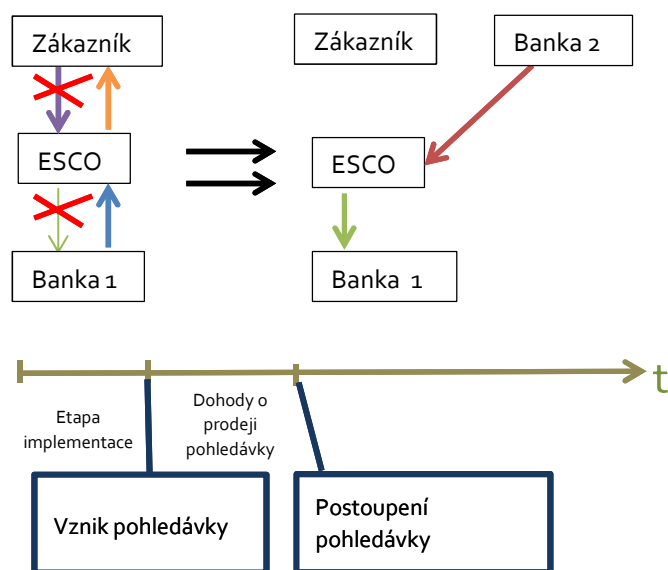 Zákazník
ESCO
Banka 1
Zákazník
Banka 2
ESCO
Banka 1
t
Etapa
implementace
Dohody o
prodeji
pohledávky
Vznik pohledávky
Postoupení
pohledávky